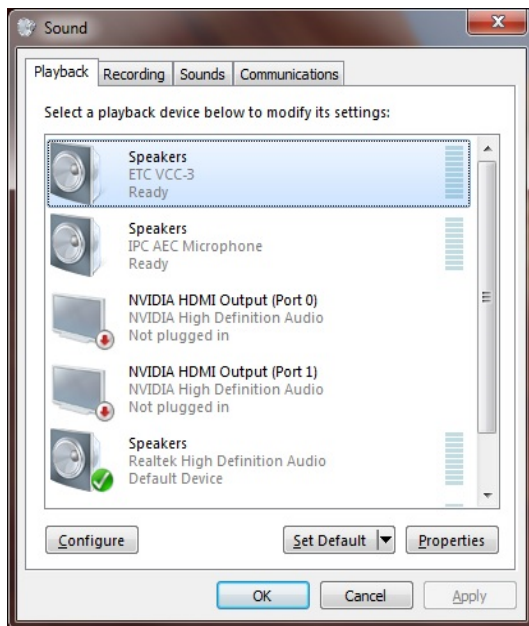 Sound
Playback Recording Sounds Communications
Select a playback device below to modify its settings:
Speakers
ETC VCC-3
Ready
Speakers
IPC AEC Microphone
Ready
NVIDIA HDMI Output (Port 0)
NVIDIA High Definition Audio
Not plugged in
NVIDIA HDMI Output (Port 1)
NVIDIA High Definition Audio
Not plugged in
Speakers
Realtek High Definition Audio
Default Device
Configure Set Default Properties
OK Cancel Apply